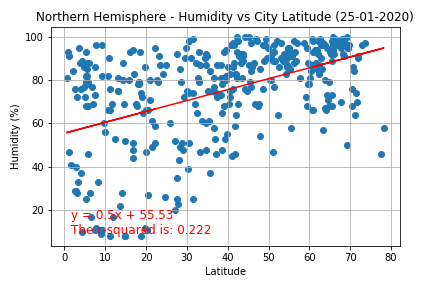 Northern Hemisphere - Humidity vs City Latitude (25-01-2020)
100
80
60
40
20
Humidity (%)
y = 0.5x + 55.53
The r-squared is: 0.222
0 10 20 30 40 50 60 70 80
Latitude